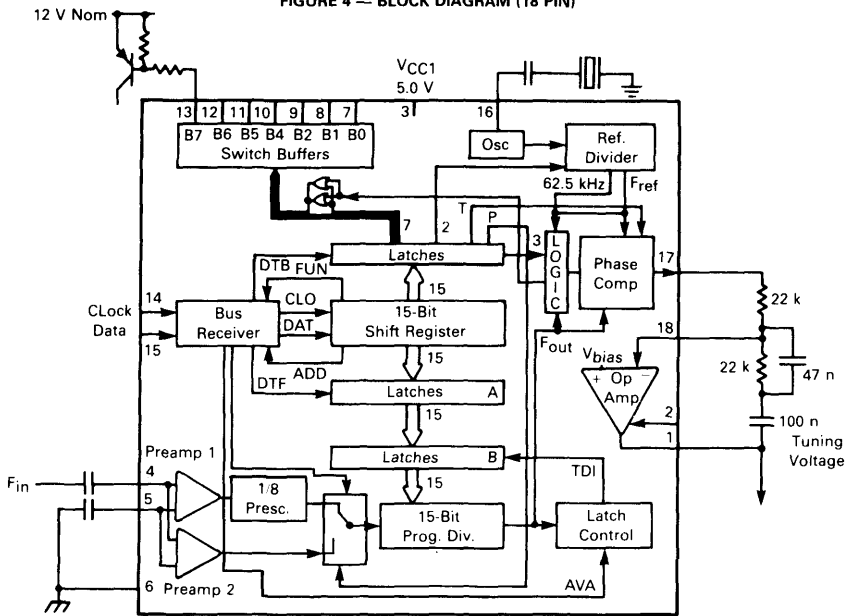 FIGURE 4 — BLOCK DIAGRAM (18 PIN)
12 V Nom
VCC1
5.0 V
13 12 11 10 9 8 7
3
16
B7 B6 B5 B4 B2 B1 B0
Switch Buffers
Osc
Ref.
Divider
62.5 kHz
Fref
T
P
7
2
3
Latches
LOGIC
Phase
Comp
17
DTB
FUN
15
22 k
CLock
14
Data
15
Bus
Receiver
CLO
DAT
15-Bit
Shift Register
ADD
15
Fout
18
Vbias
+ Op −
Amp
22 k
47 n
DTF
Latches A
15
2
1
100 n
Tuning
Voltage
Latches B
15
TDI
Preamp 1
Fin
4
5
1/8
Presc.
15-Bit
Prog. Div.
Latch
Control
6
Preamp 2
AVA